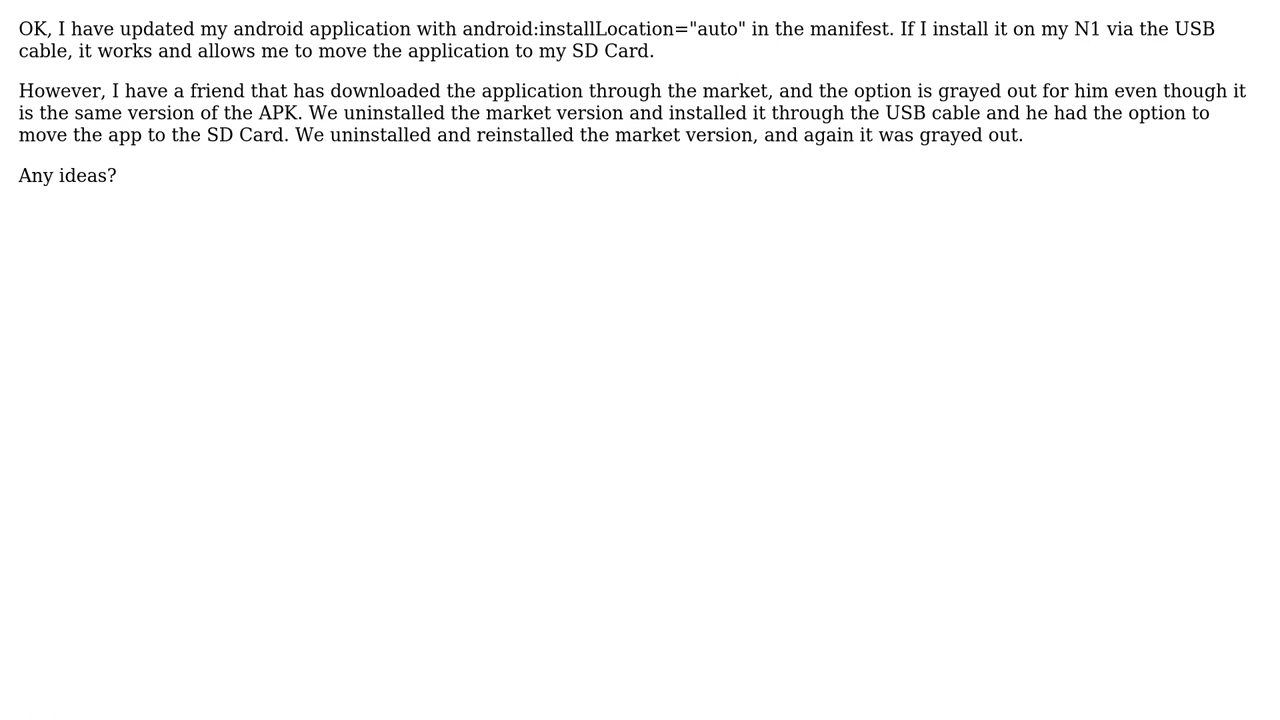 OK, I have updated my android application with android:installLocation="auto" in the manifest. If I install it on my N1 via the USB
cable, it works and allows me to move the application to my SD Card.
However, I have a friend that has downloaded the application through the market, and the option is grayed out for him even though it
is the same version of the APK. We uninstalled the market version and installed it through the USB cable and he had the option to
move the app to the SD Card. We uninstalled and reinstalled the market version, and again it was grayed out.
Any ideas?